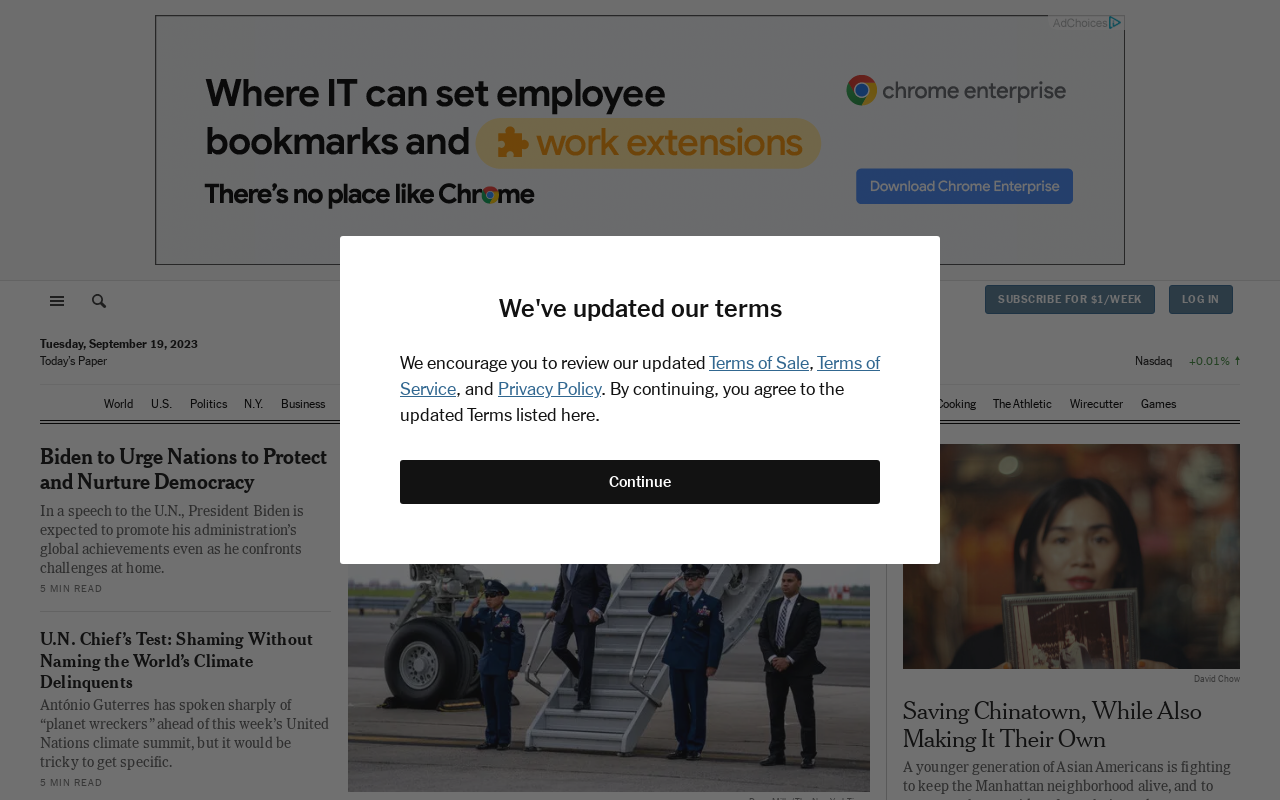 AdChoices
Where IT can set employee
bookmarks and work extensions
There's no place like Chrome
chrome enterprise
Download Chrome Enterprise
SUBSCRIBE FOR $1/WEEK
LOG IN
Tuesday, September 19, 2023
Today's Paper
Nasdaq +0.01%
World U.S. Politics N.Y. Business
Cooking The Athletic Wirecutter Games
We've updated our terms
We encourage you to review our updated Terms of Sale, Terms of
Service, and Privacy Policy. By continuing, you agree to the
updated Terms listed here.
Continue
Biden to Urge Nations to Protect
and Nurture Democracy
In a speech to the U.N., President Biden is
expected to promote his administration's
global achievements even as he confronts
challenges at home.
5 MIN READ
U.N. Chief's Test: Shaming Without
Naming the World's Climate
Delinquents
António Guterres has spoken sharply of
“planet wreckers” ahead of this week's United
Nations climate summit, but it would be
tricky to get specific.
5 MIN READ
David Chow
Saving Chinatown, While Also
Making It Their Own
A younger generation of Asian Americans is fighting
to keep the Manhattan neighborhood alive, and to